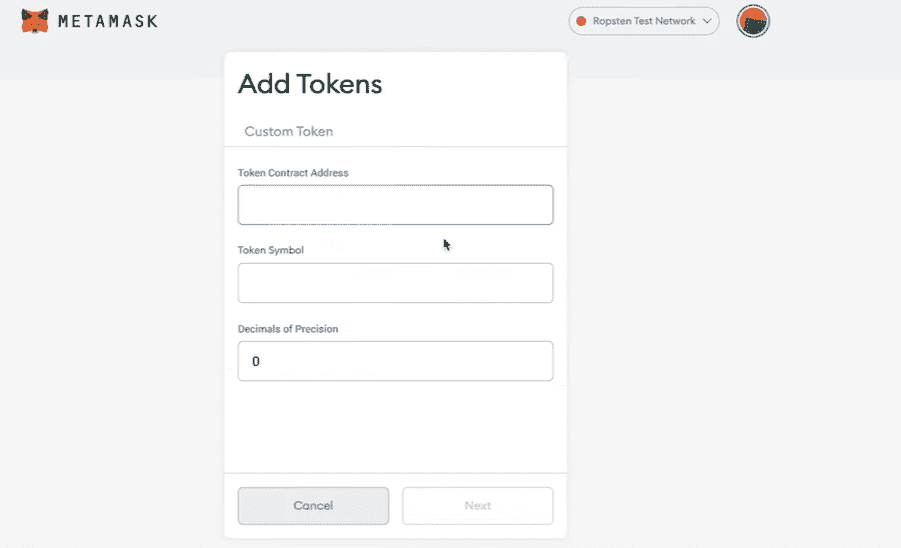 METAMASK
Ropsten Test Network
Add Tokens
Custom Token
Token Contract Address
Token Symbol
Decimals of Precision
0
Cancel
Next